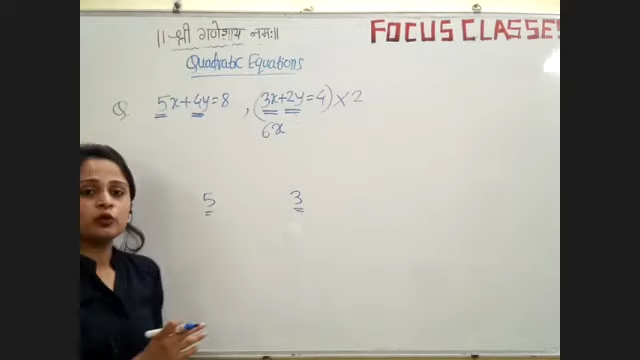 ॥ श्री गणेशाय नमः॥
FOCUS CLASSES
Quadratic Equations
Q. 5x+4y=8 , (3x+2y=4)×2
6x
5 3